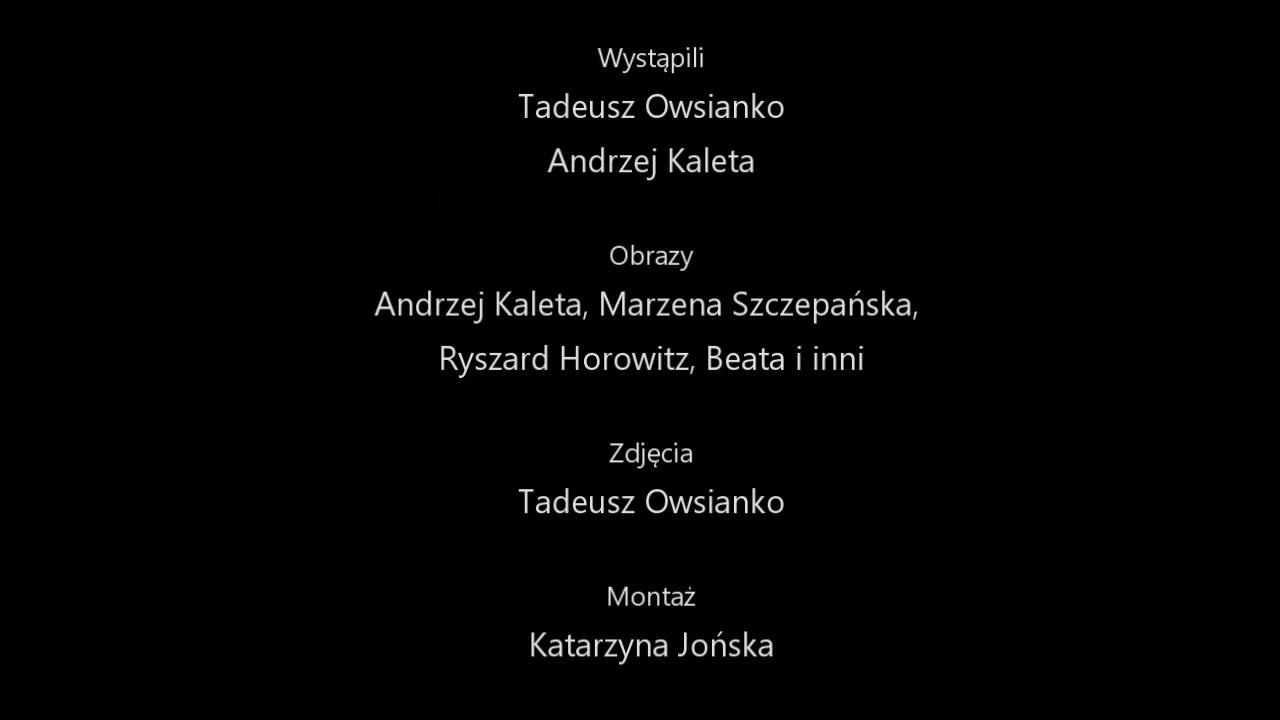 Wystąpili
Tadeusz Owsianko
Andrzej Kaleta
Obrazy
Andrzej Kaleta, Marzena Szczepańska,
Ryszard Horowitz, Beata i inni
Zdjęcia
Tadeusz Owsianko
Montaż
Katarzyna Jońska